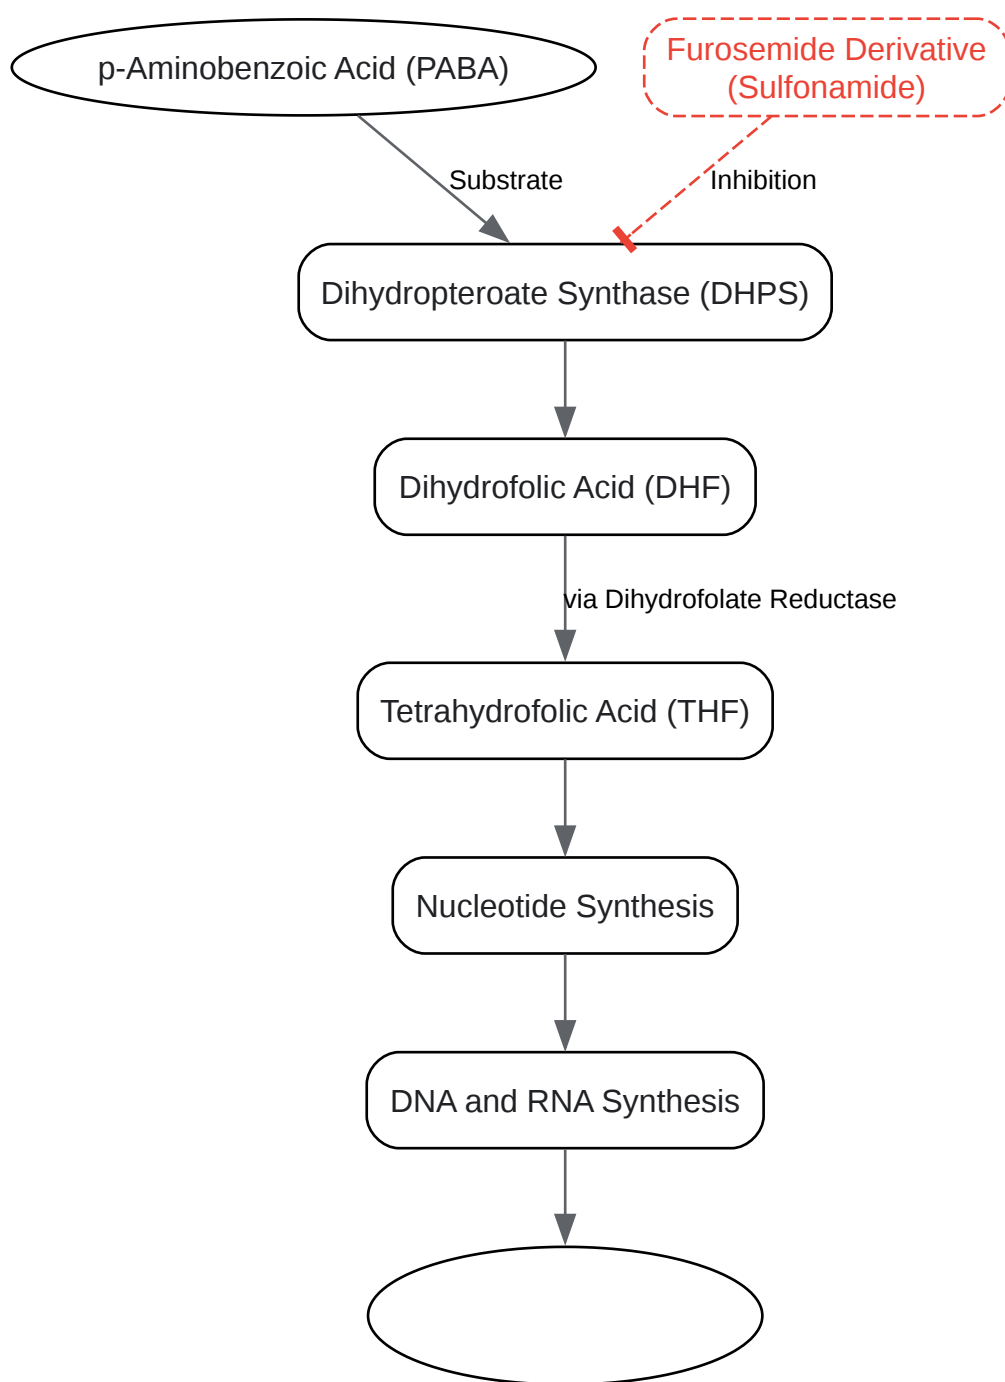 p-Aminobenzoic Acid (PABA)
Furosemide Derivative
(Sulfonamide)
Substrate
Inhibition
Dihydropteroate Synthase (DHPS)
Dihydrofolic Acid (DHF)
via Dihydrofolate Reductase
Tetrahydrofolic Acid (THF)
Nucleotide Synthesis
DNA and RNA Synthesis